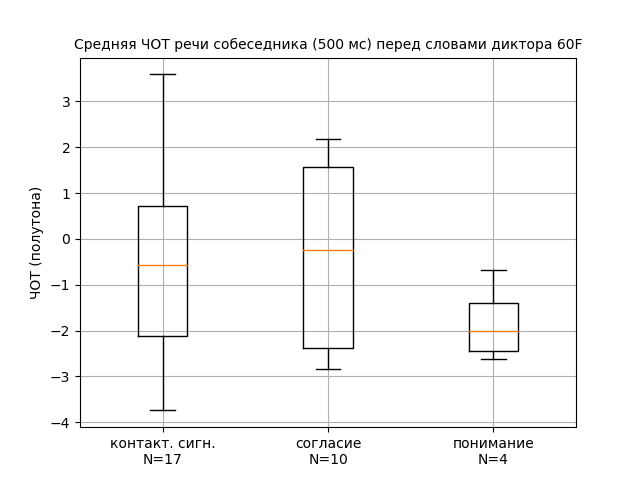 Средняя ЧОТ речи собеседника (500 мс) перед словами диктора 60F
ЧОТ (полутона)
3
2
1
0
−1
−2
−3
−4
контакт. сигн.
N=17
согласие
N=10
понимание
N=4